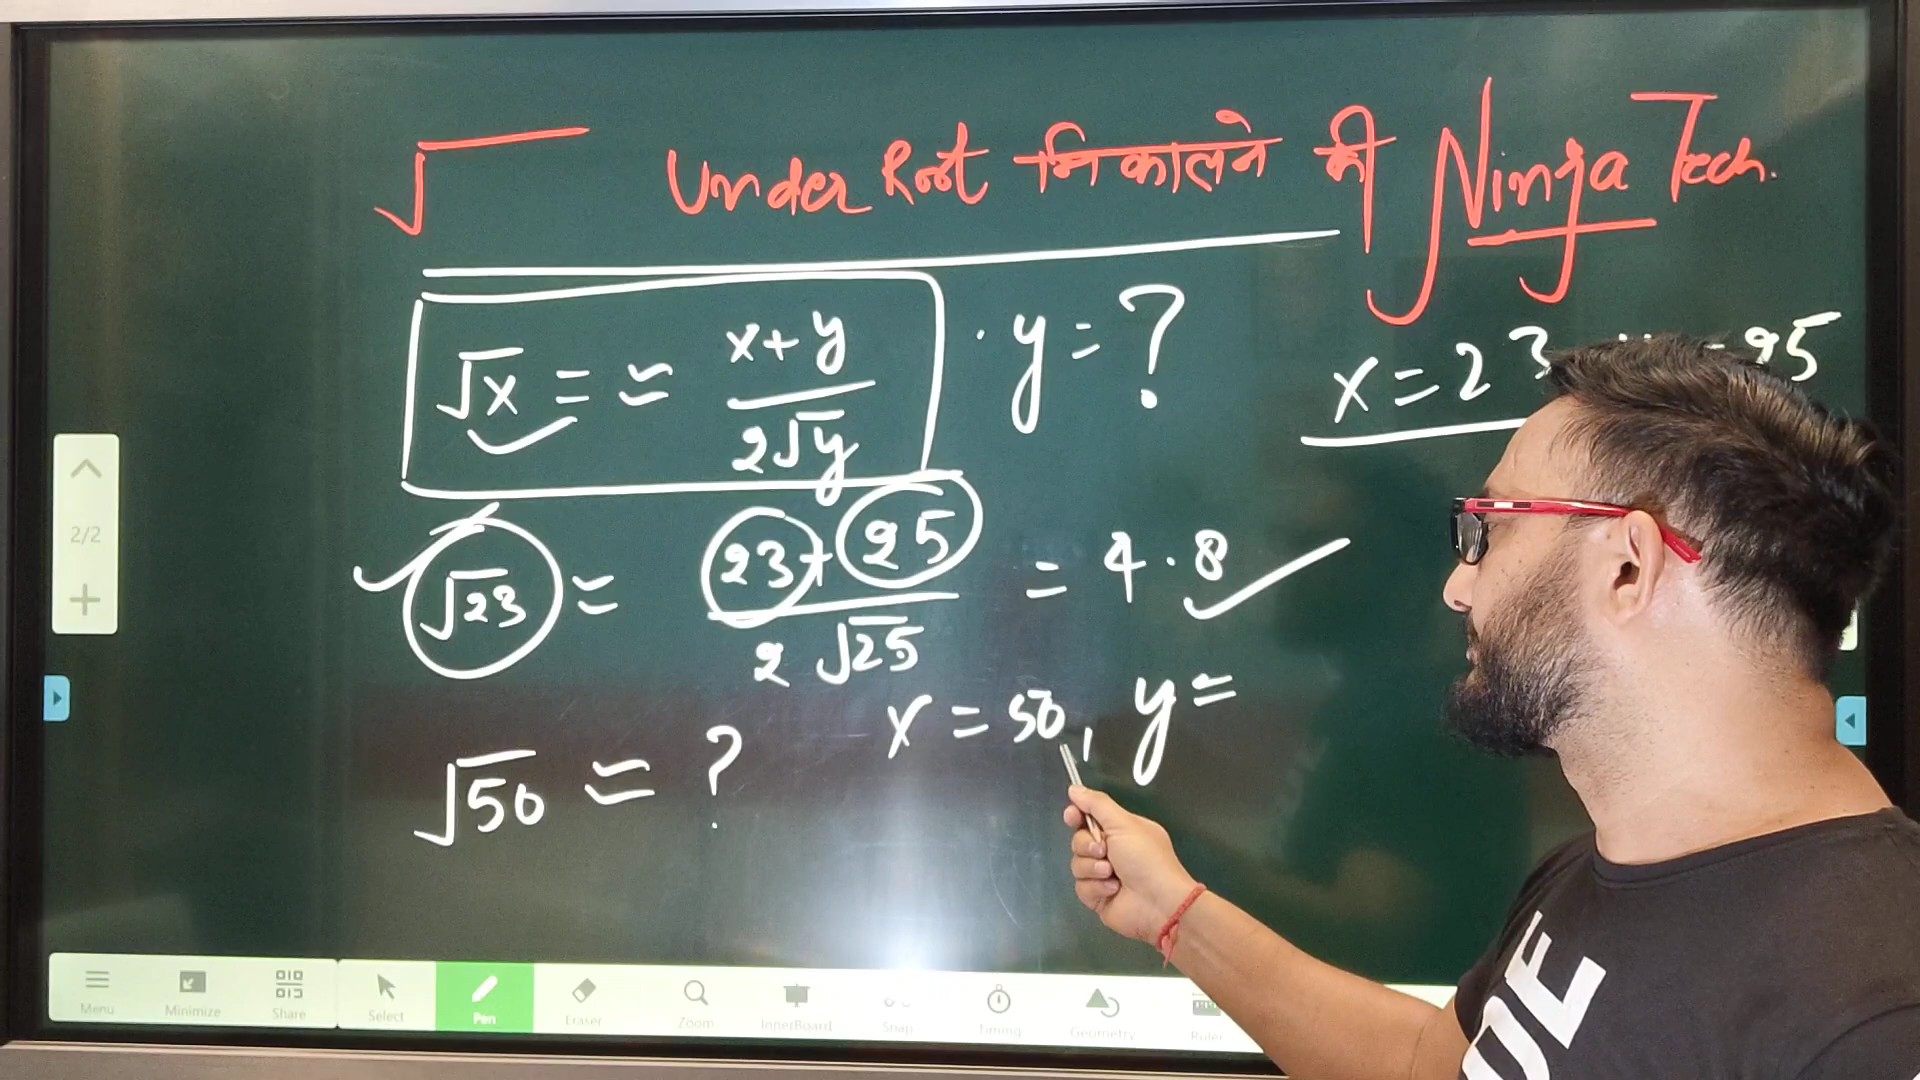 √ Under Root निकालने की Ninja Tech.
√x = ≈ x+y / 2√y . y = ?
x = 23 = 25
√23 ≈ 23+25 / 2√25 = 4.8
x = 50, y =
√50 ≈ ?
2/2
Menu Minimize Share Select Pen Eraser Zoom InnerBoard Snap Timing Geometry Ruler